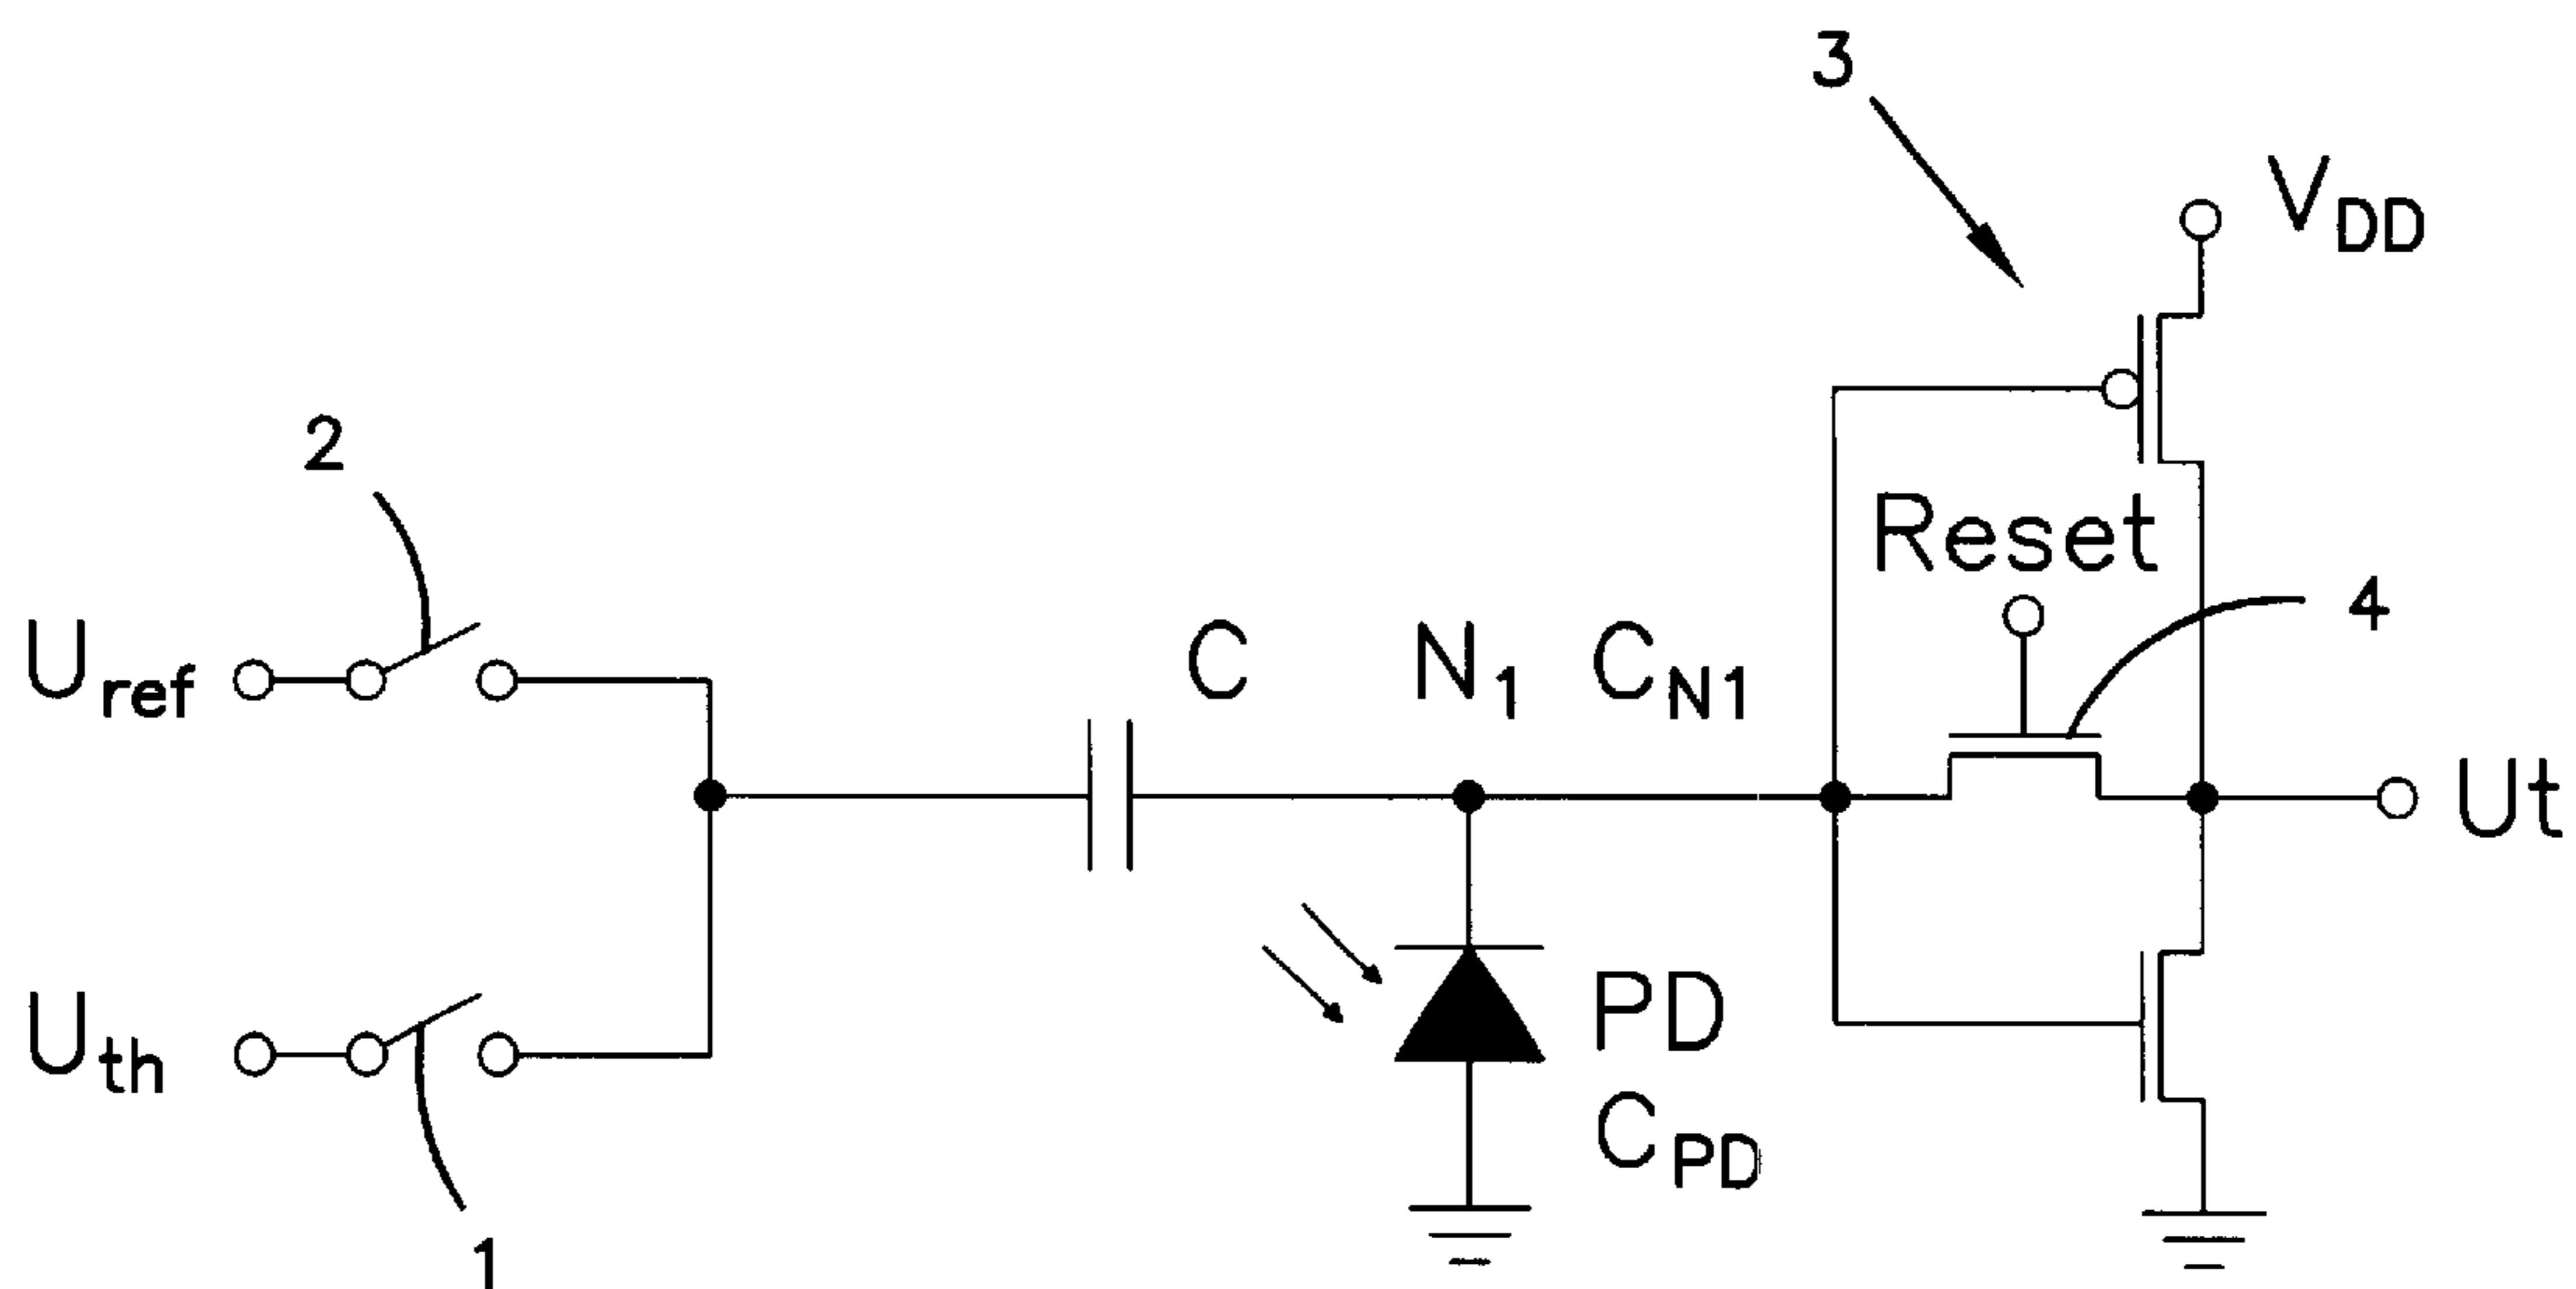 3
V_DD
2
Reset
4
U_ref
C
N_1
C_N1
Ut
U_th
PD
C_PD
1